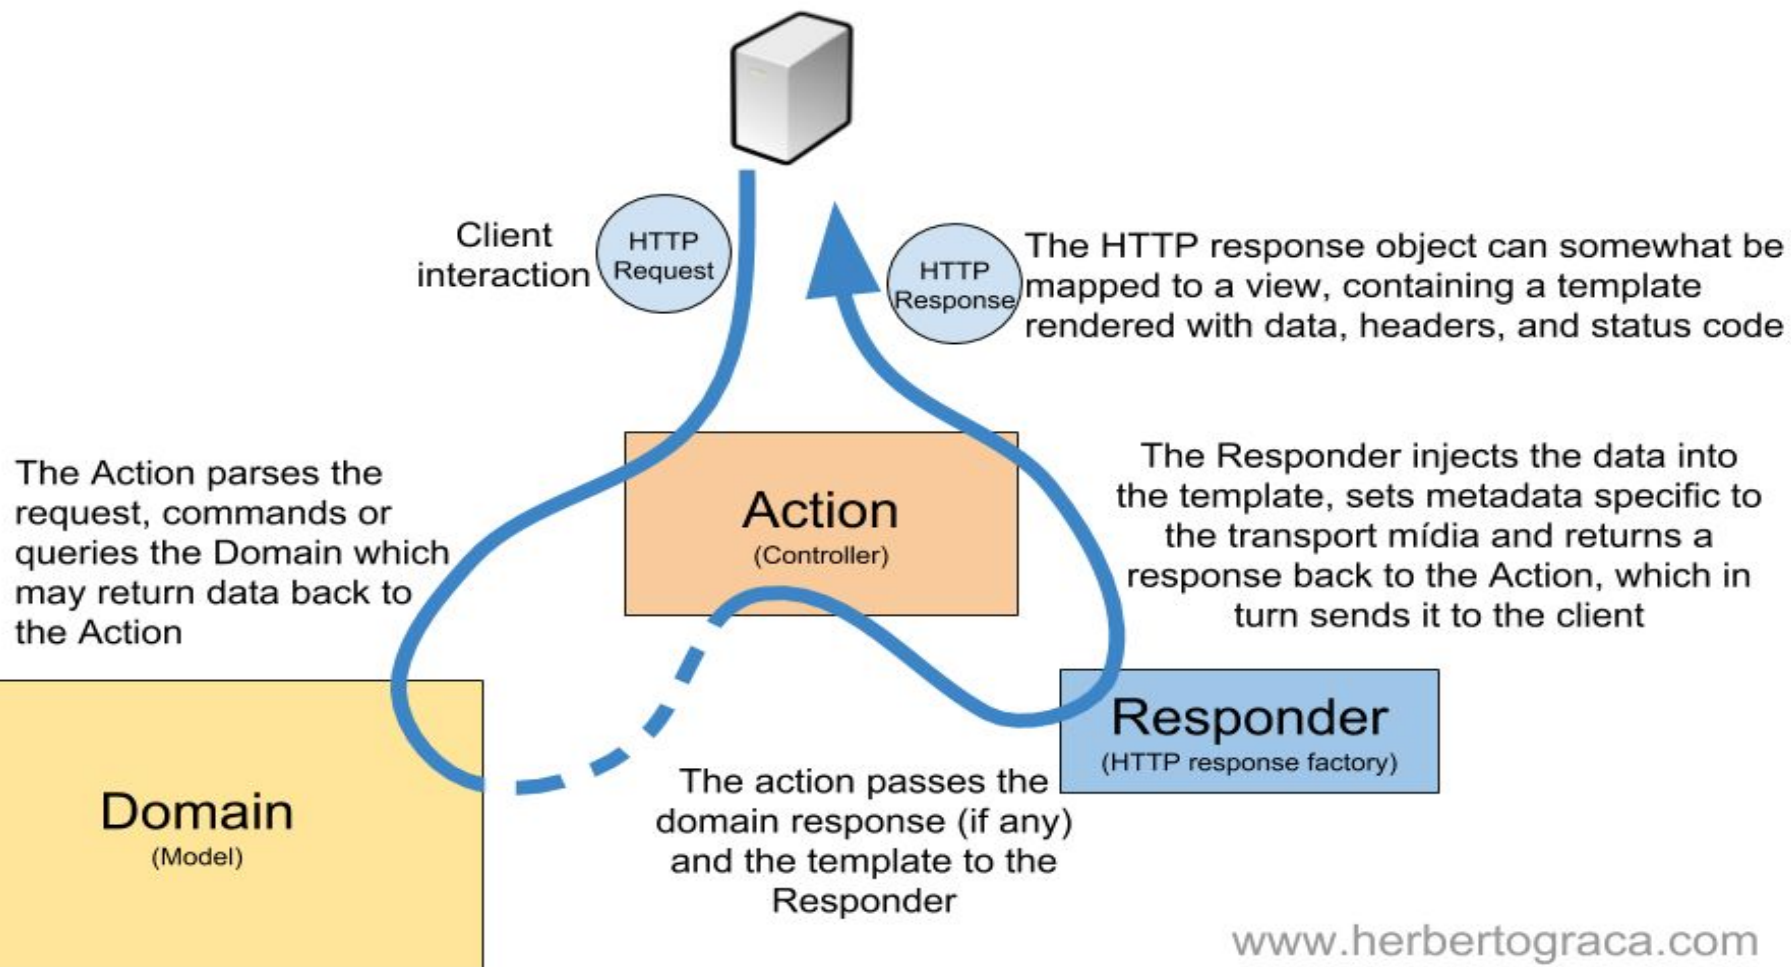 Client
interaction
HTTP
Request
HTTP
Response
The HTTP response object can somewhat be
mapped to a view, containing a template
rendered with data, headers, and status code
The Action parses the
request, commands or
queries the Domain which
may return data back to
the Action
Action
(Controller)
The Responder injects the data into
the template, sets metadata specific to
the transport mídia and returns a
response back to the Action, which in
turn sends it to the client
Domain
(Model)
The action passes the
domain response (if any)
and the template to the
Responder
Responder
(HTTP response factory)
www.herbertograca.com